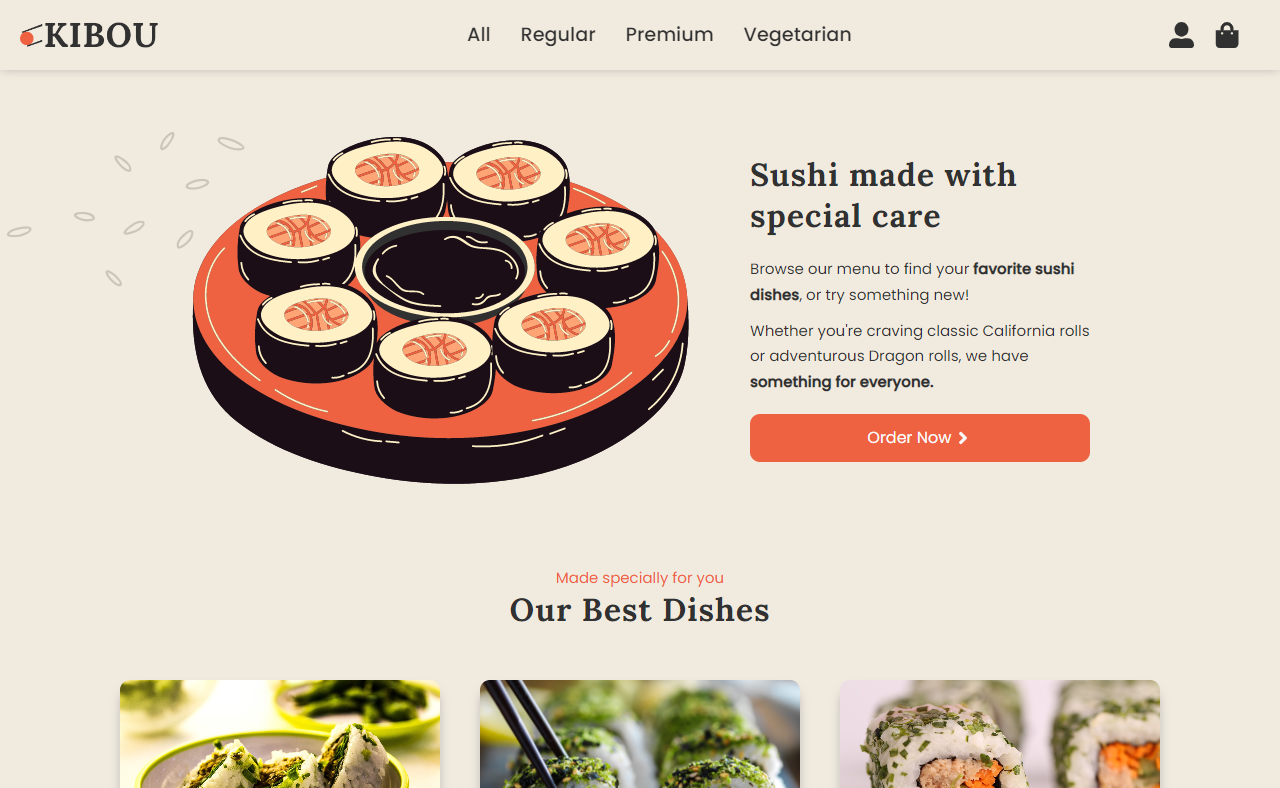 KIBOU
All Regular Premium Vegetarian
Sushi made with
special care
Browse our menu to find your favorite sushi
dishes, or try something new!
Whether you're craving classic California rolls
or adventurous Dragon rolls, we have
something for everyone.
Order Now
Made specially for you
Our Best Dishes